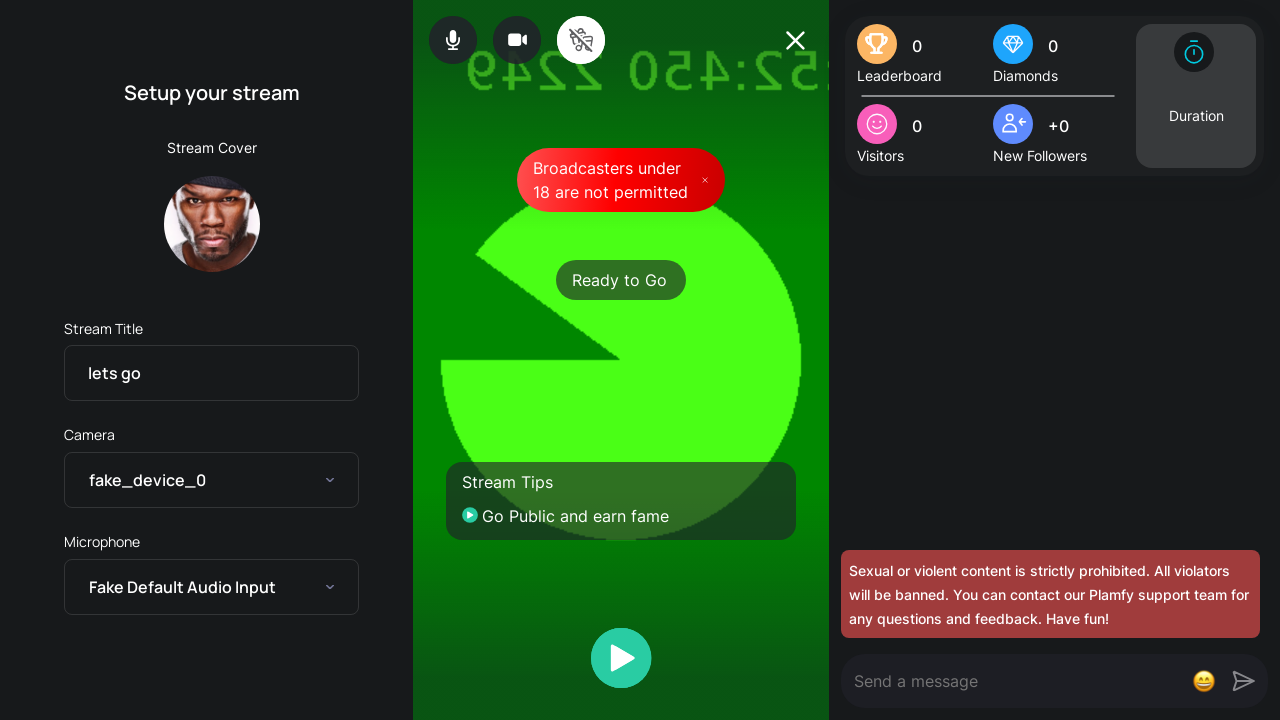 Setup your stream
Stream Cover
Stream Title
lets go
Camera
fake_device_0
Microphone
Fake Default Audio Input
Broadcasters under
18 are not permitted
Ready to Go
Stream Tips
Go Public and earn fame
0
Leaderboard
0
Diamonds
0
Visitors
+0
New Followers
Duration
Sexual or violent content is strictly prohibited. All violators
will be banned. You can contact our Plamfy support team for
any questions and feedback. Have fun!
Send a message